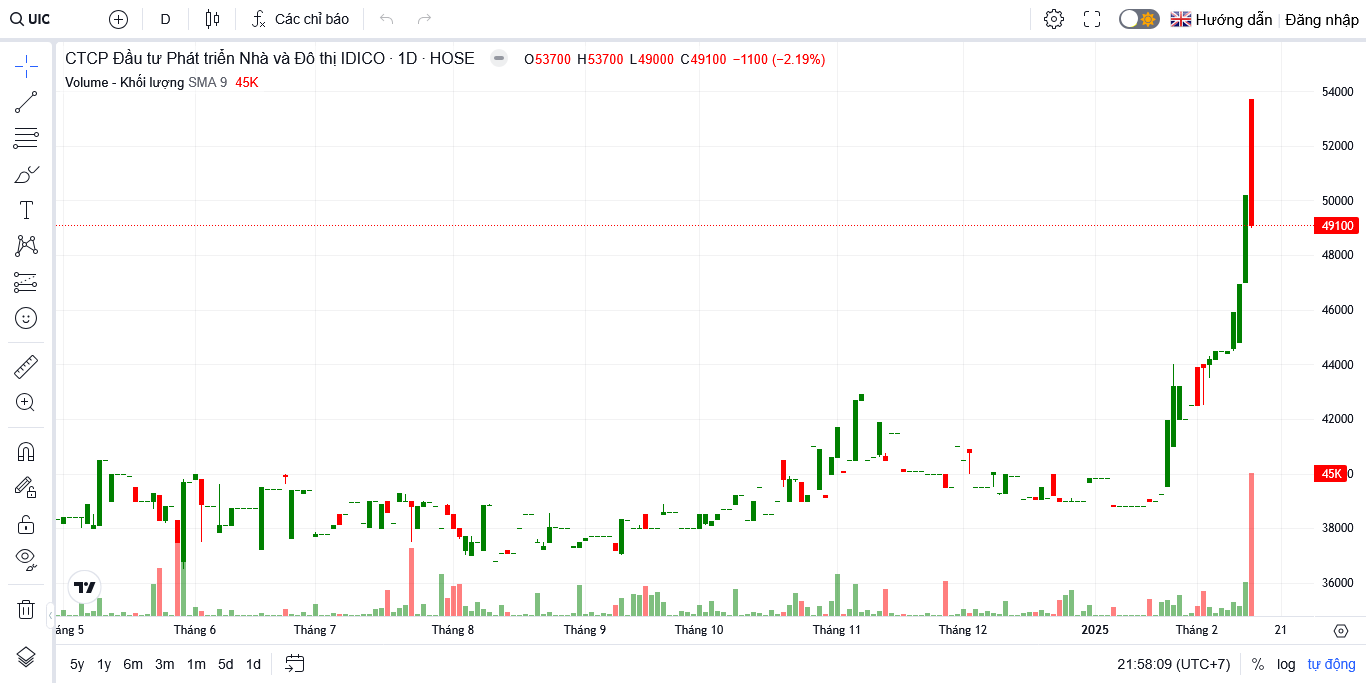 UIC D Các chỉ báo Hướng dẫn Đăng nhập
CTCP Đầu tư Phát triển Nhà và Đô thị IDICO · 1D · HOSE O53700 H53700 L49000 C49100 −1100 (−2.19%)
Volume - Khối lượng SMA 9 45K
54000
52000
50000
49100
48000
46000
44000
42000
45K
38000
36000
áng 5 Tháng 6 Tháng 7 Tháng 8 Tháng 9 Tháng 10 Tháng 11 Tháng 12 2025 Tháng 2 21
5y 1y 6m 3m 1m 5d 1d 21:58:09 (UTC+7) % log tự động